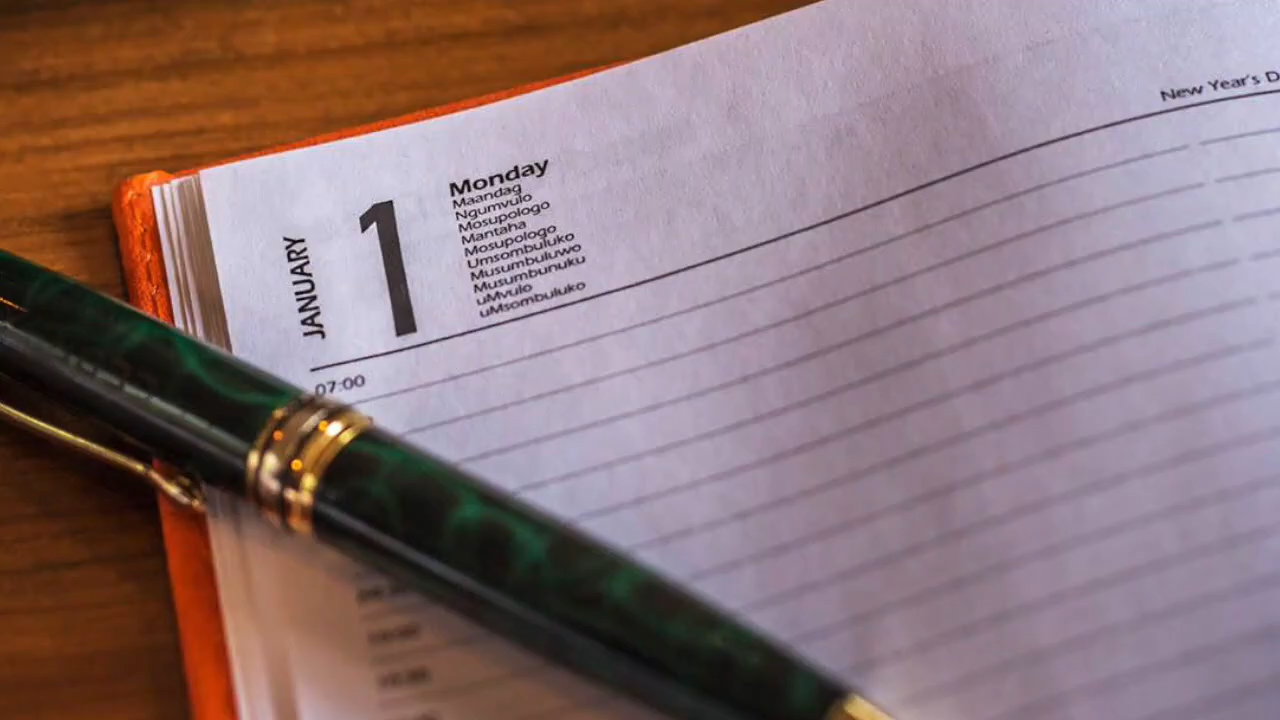 New Year's D
JANUARY
1
Monday
Maandag
Ngumvulo
Mosupologo
Mantaha
Mosupologo
Umsombuluko
Musumbuluwo
Musumbunuku
uMvulo
uMsombuluko
07:00